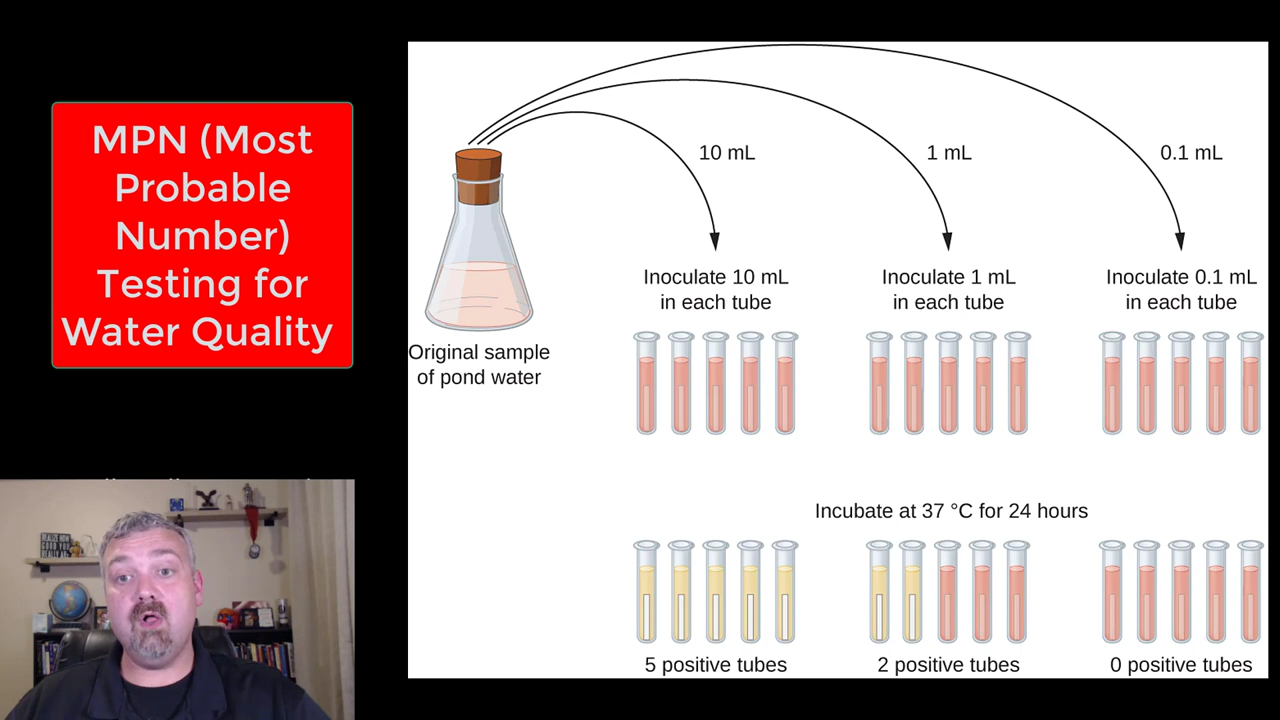 MPN (Most
Probable
Number)
Testing for
Water Quality
10 mL
1 mL
0.1 mL
Inoculate 10 mL
in each tube
Inoculate 1 mL
in each tube
Inoculate 0.1 mL
in each tube
Original sample
of pond water
Incubate at 37 °C for 24 hours
5 positive tubes
2 positive tubes
0 positive tubes